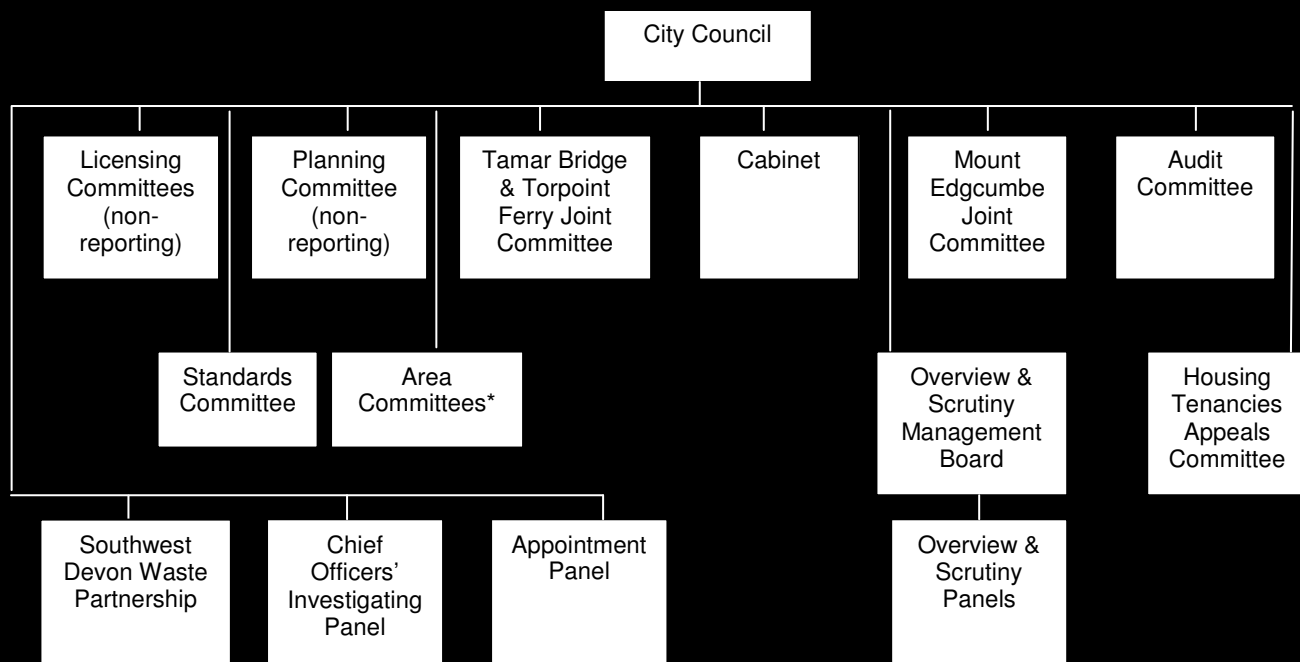 City Council
Licensing
Committees
(non-
reporting)
Planning
Committee
(non-
reporting)
Tamar Bridge
& Torpoint
Ferry Joint
Committee
Cabinet
Mount
Edgcumbe
Joint
Committee
Audit
Committee
Standards
Committee
Area
Committees*
Overview &
Scrutiny
Management
Board
Housing
Tenancies
Appeals
Committee
Southwest
Devon Waste
Partnership
Chief
Officers’
Investigating
Panel
Appointment
Panel
Overview &
Scrutiny
Panels